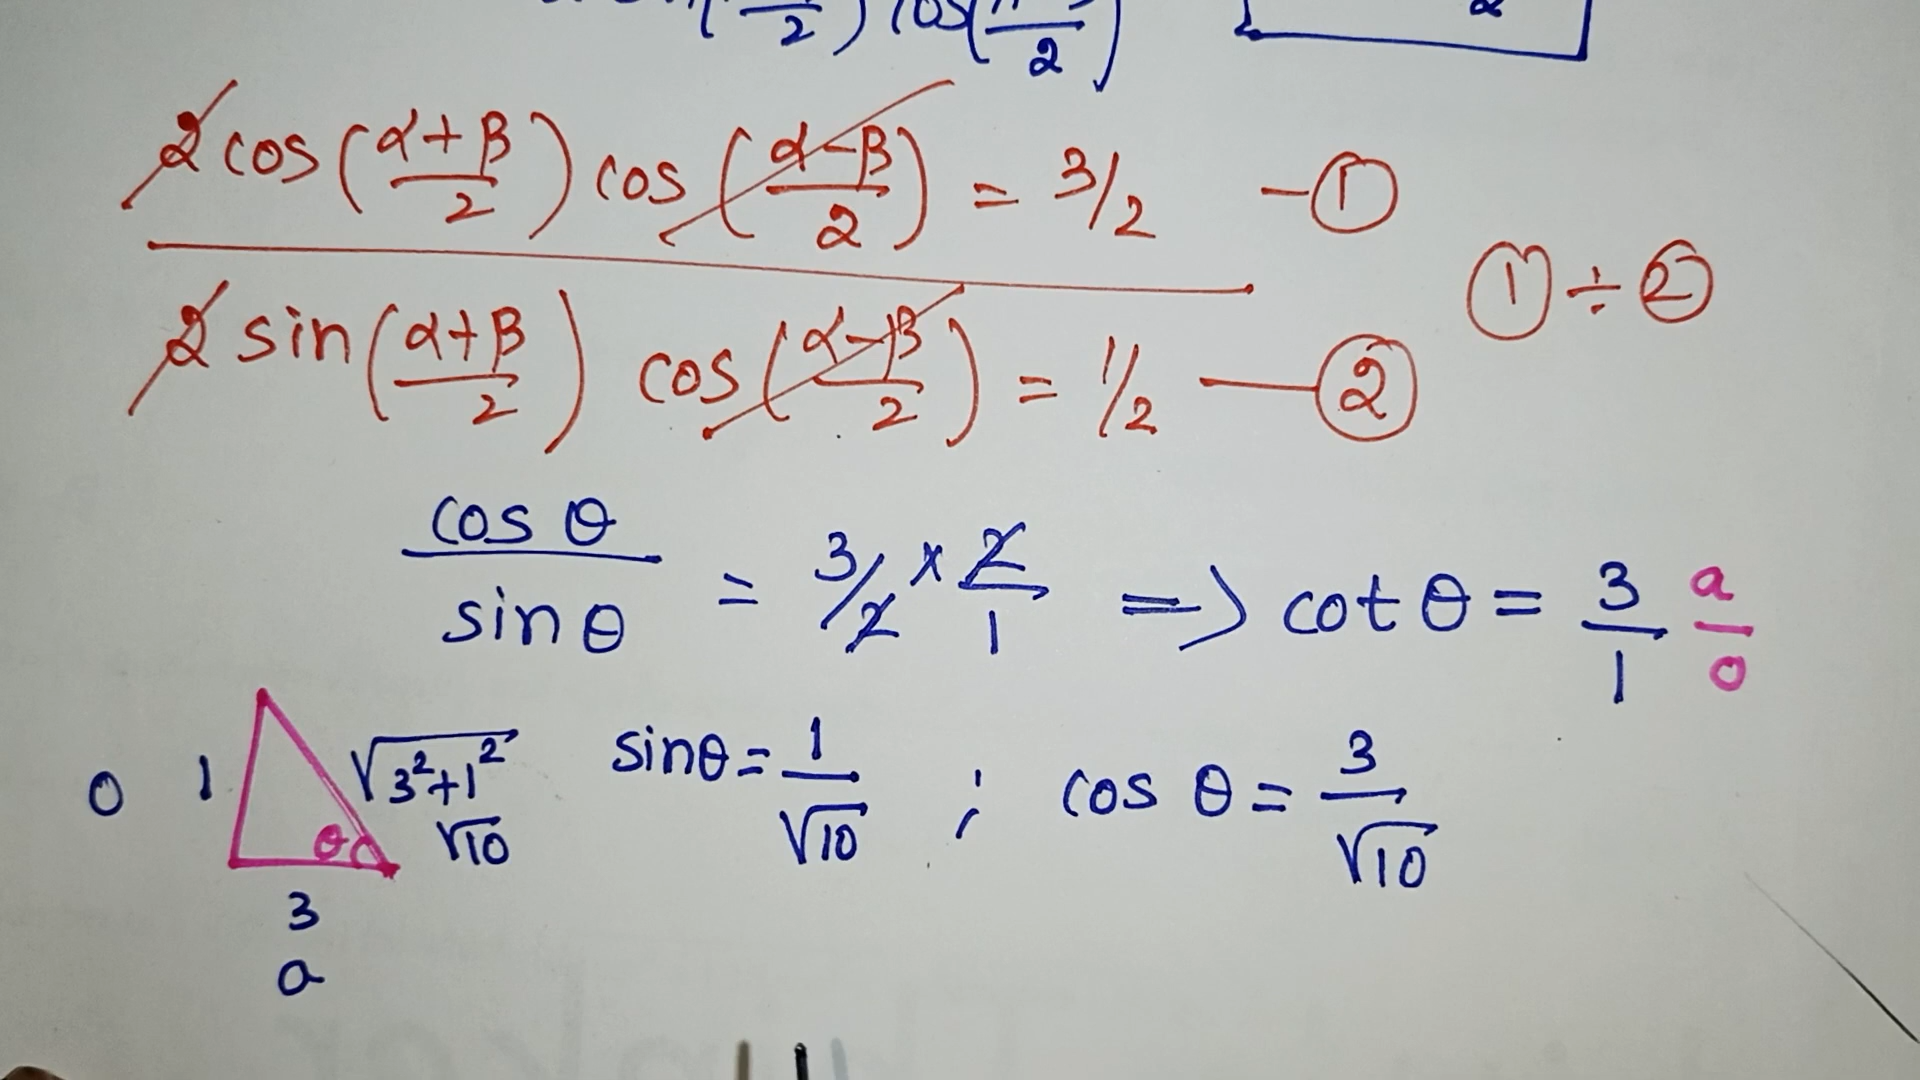 2 cos(α+β/2) cos(α-β/2) = 3/2 - ①
① ÷ ②
2 sin(α+β/2) cos(α-β/2) = 1/2 — ②
cos θ / sin θ = 3/2 × 2/1 => cot θ = 3/1 a/o
o 1 √3²+1² sinθ = 1/√10 ; cos θ = 3/√10
θ √10
3
a